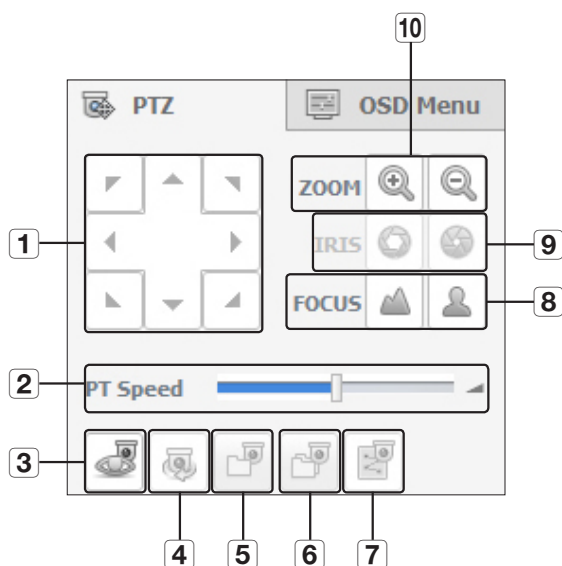 10
PTZ OSD Menu
ZOOM
1 IRIS 9
FOCUS 8
2 PT Speed
3
4 5 6 7